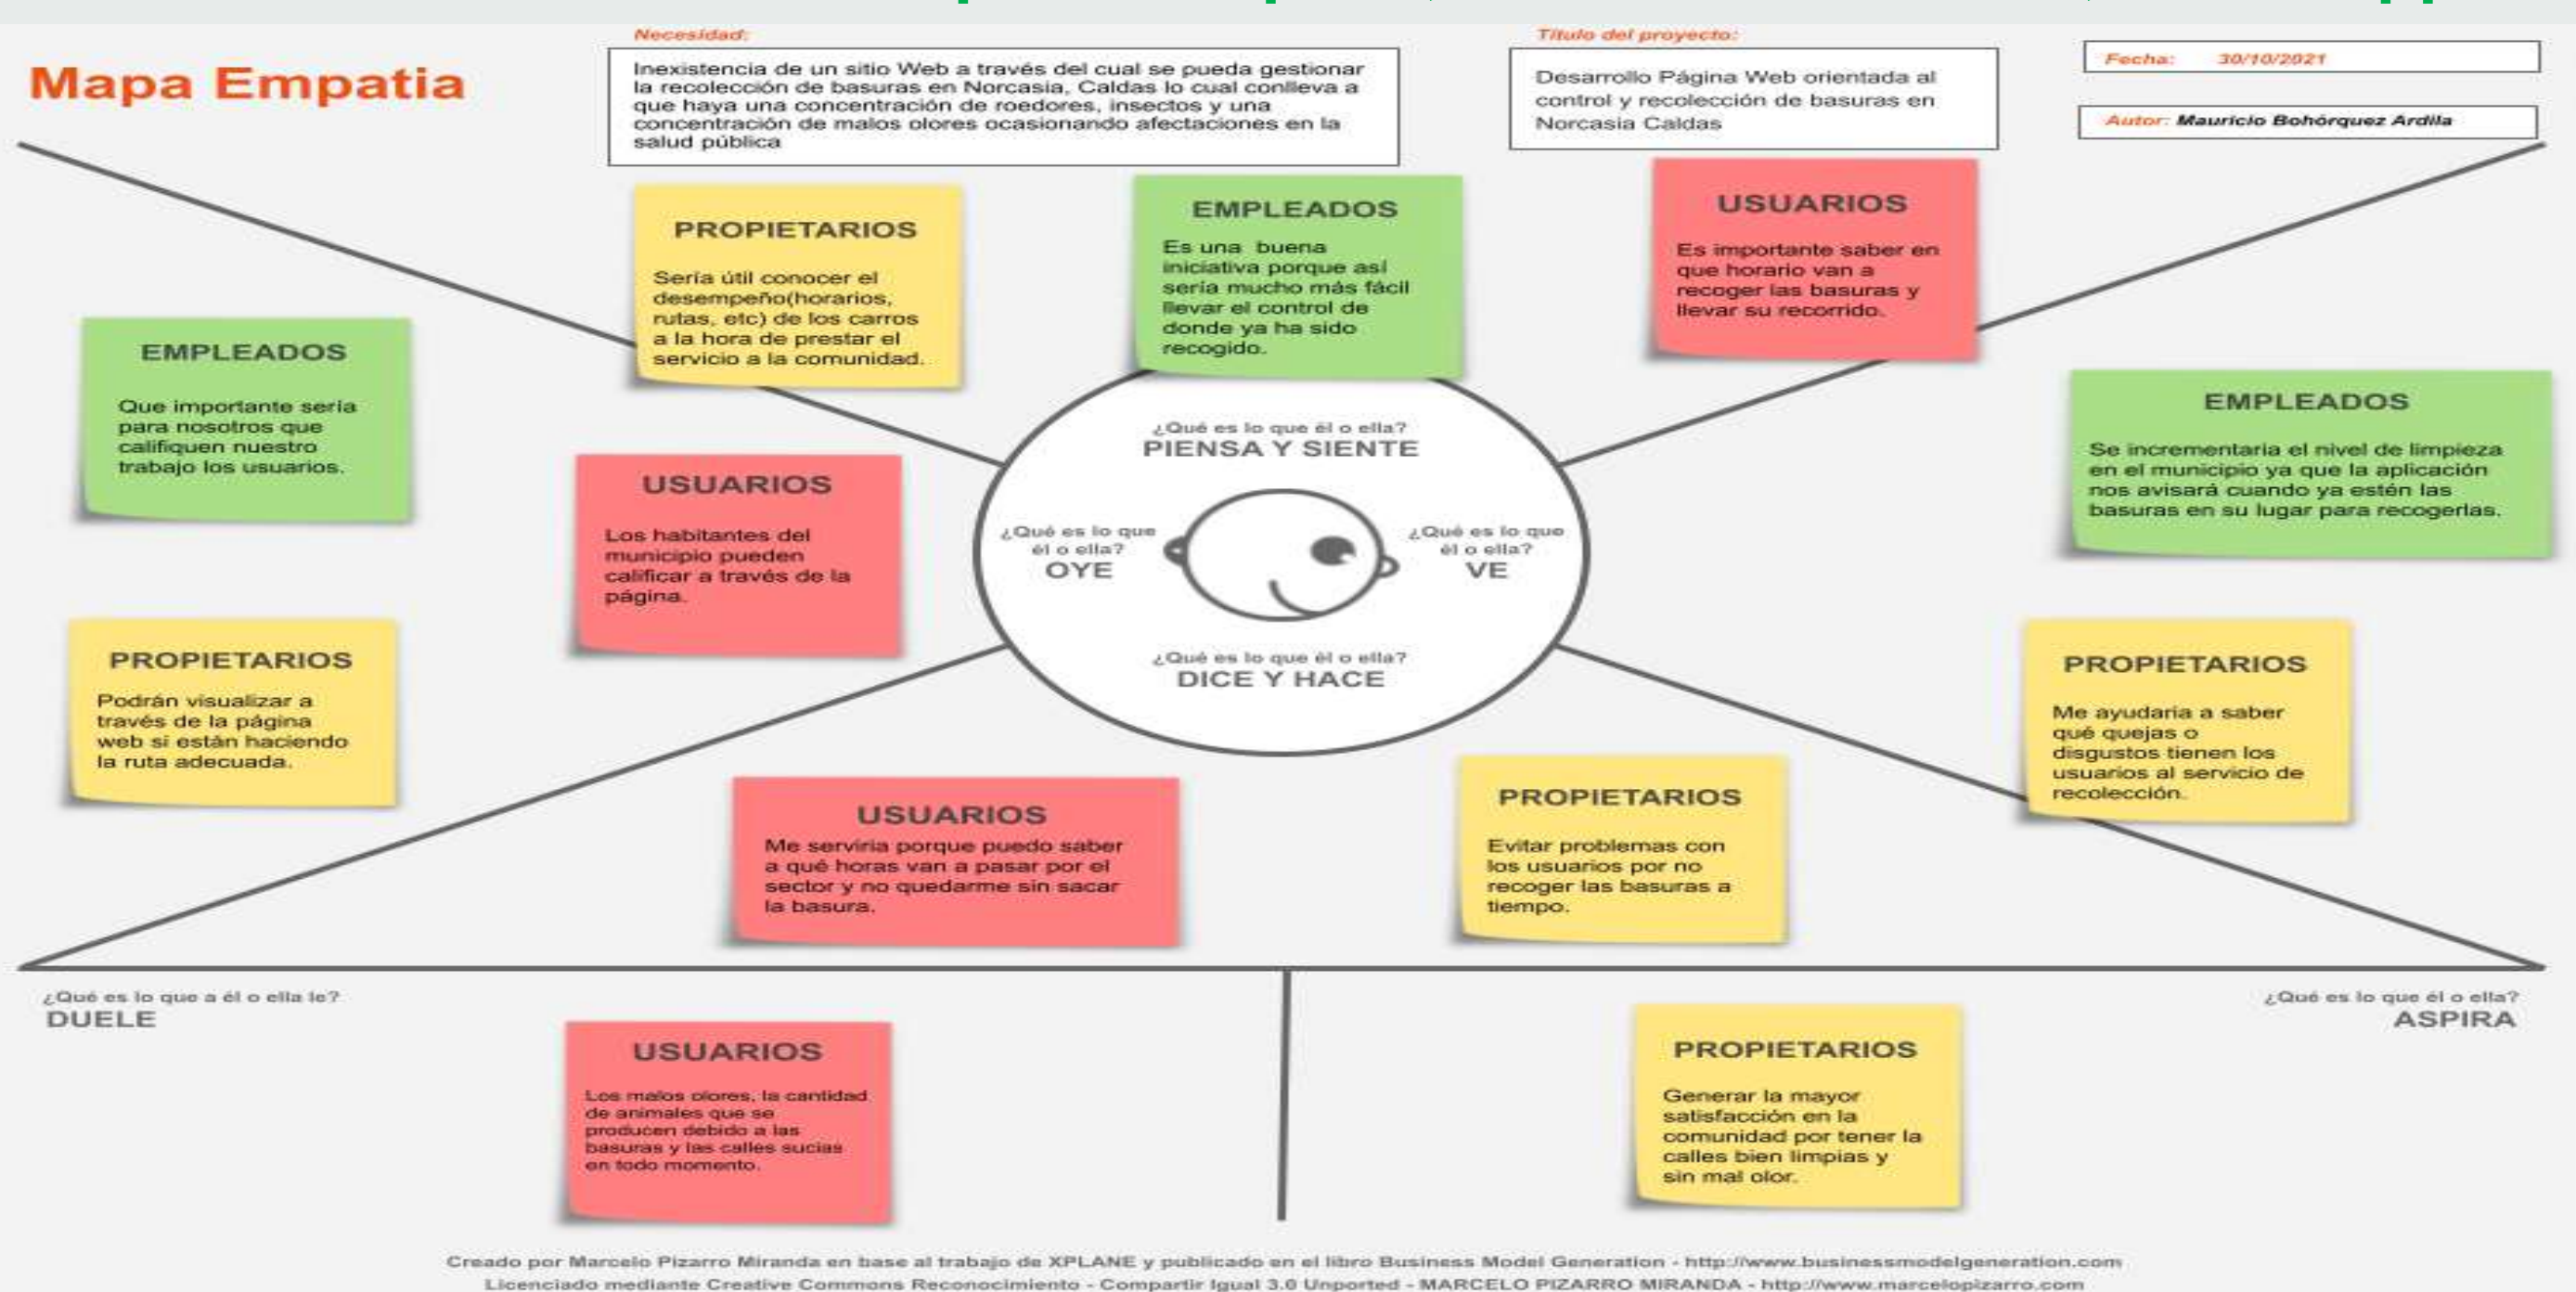 Mapa Empatia
Necesidad:
Inexistencia de un sitio Web a través del cual se pueda gestionar
la recolección de basuras en Norcasia, Caldas lo cual conlleva a
que haya una concentración de roedores, insectos y una
concentración de malos olores ocasionando afectaciones en la
salud pública
Título del proyecto:
Desarrollo Página Web orientada al
control y recolección de basuras en
Norcasia Caldas
Fecha: 30/10/2021
Autor: Mauricio Bohórquez Ardila
PROPIETARIOS
Sería útil conocer el
desempeño(horarios,
rutas, etc) de los carros
a la hora de prestar el
servicio a la comunidad.
EMPLEADOS
Es una buena
iniciativa porque así
sería mucho más fácil
llevar el control de
donde ya ha sido
recogido.
USUARIOS
Es importante saber en
que horario van a
recoger las basuras y
llevar su recorrido.
EMPLEADOS
Que importante seria
para nosotros que
califiquen nuestro
trabajo los usuarios.
USUARIOS
Los habitantes del
municipio pueden
calificar a través de la
página.
PROPIETARIOS
Podrán visualizar a
través de la página
web si están haciendo
la ruta adecuada.
¿Qué es lo que él o ella?
PIENSA Y SIENTE
¿Qué es lo que
él o ella?
OYE
¿Qué es lo que
él o ella?
VE
¿Qué es lo que él o ella?
DICE Y HACE
EMPLEADOS
Se incrementaria el nivel de limpieza
en el municipio ya que la aplicación
nos avisará cuando ya estén las
basuras en su lugar para recogerlas.
PROPIETARIOS
Me ayudaria a saber
qué quejas o
disgustos tienen los
usuarios al servicio de
recolección.
USUARIOS
Me serviria porque puedo saber
a qué horas van a pasar por el
sector y no quedarme sin sacar
la basura.
PROPIETARIOS
Evitar problemas con
los usuarios por no
recoger las basuras a
tiempo.
¿Qué es lo que a él o ella le?
DUELE
USUARIOS
Los malos olores, la cantidad
de animales que se
producen debido a las
basuras y las calles sucias
en todo momento.
¿Qué es lo que él o ella?
ASPIRA
PROPIETARIOS
Generar la mayor
satisfacción en la
comunidad por tener la
calles bien limpias y
sin mal olor.
Creado por Marcelo Pizarro Miranda en base al trabajo de XPLANE y publicado en el libro Business Model Generation - http://www.businessmodelgeneration.com
Licenciado mediante Creative Commons Reconocimiento - Compartir Igual 3.0 Unported - MARCELO PIZARRO MIRANDA - http://www.marcelopizarro.com